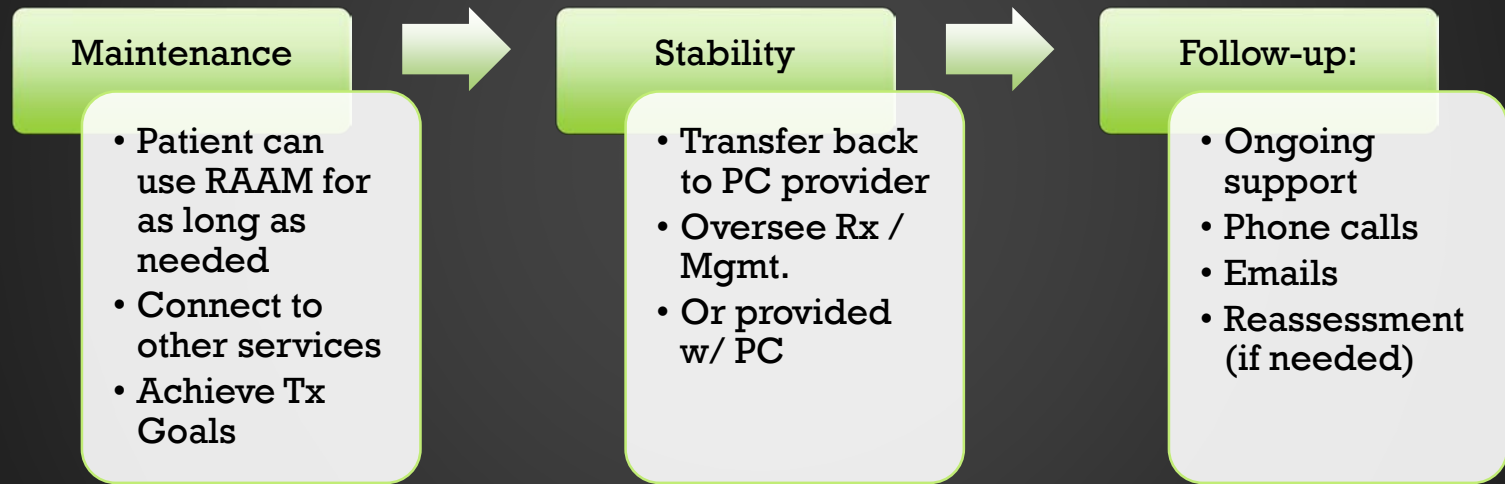 Maintenance
• Patient can
use RAAM for
as long as
needed
• Connect to
other services
• Achieve Tx
Goals
Stability
• Transfer back
to PC provider
• Oversee Rx /
Mgmt.
• Or provided
w/ PC
Follow-up:
• Ongoing
support
• Phone calls
• Emails
• Reassessment
(if needed)